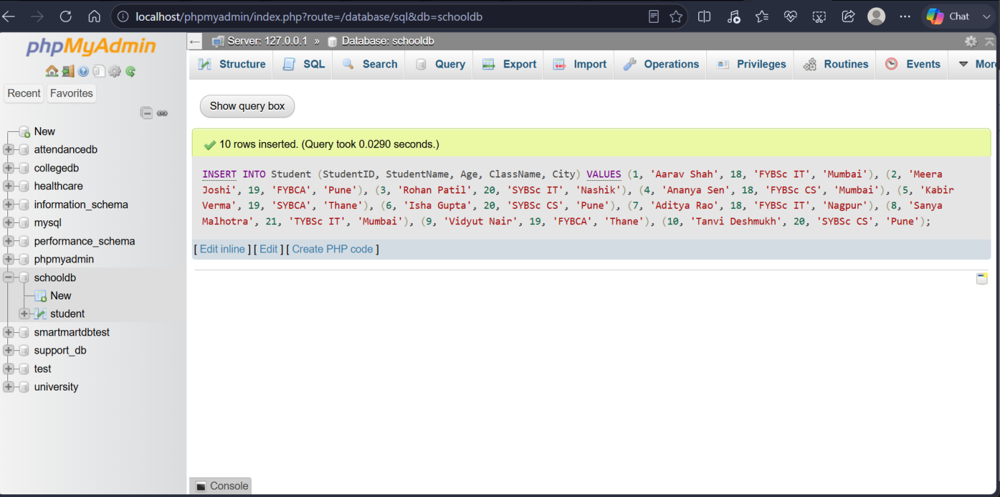 localhost/phpmyadmin/index.php?route=/database/sql&db=schooldb
Chat
phpMyAdmin
Recent Favorites
New
attendancedb
collegedb
healthcare
information_schema
mysql
performance_schema
phpmyadmin
schooldb
New
student
smartmartdbtest
support_db
test
university
Server: 127.0.0.1 » Database: schooldb
Structure SQL Search Query Export Import Operations Privileges Routines Events More
Show query box
10 rows inserted. (Query took 0.0290 seconds.)
INSERT INTO Student (StudentID, StudentName, Age, ClassName, City) VALUES (1, 'Aarav Shah', 18, 'FYBSc IT', 'Mumbai'), (2, 'Meera
Joshi', 19, 'FYBCA', 'Pune'), (3, 'Rohan Patil', 20, 'SYBSc IT', 'Nashik'), (4, 'Ananya Sen', 18, 'FYBSc CS', 'Mumbai'), (5, 'Kabir
Verma', 19, 'SYBCA', 'Thane'), (6, 'Isha Gupta', 20, 'SYBSc CS', 'Pune'), (7, 'Aditya Rao', 18, 'FYBSc IT', 'Nagpur'), (8, 'Sanya
Malhotra', 21, 'TYBSc IT', 'Mumbai'), (9, 'Vidyut Nair', 19, 'FYBCA', 'Thane'), (10, 'Tanvi Deshmukh', 20, 'SYBSc CS', 'Pune');
[ Edit inline ] [ Edit ] [ Create PHP code ]
Console